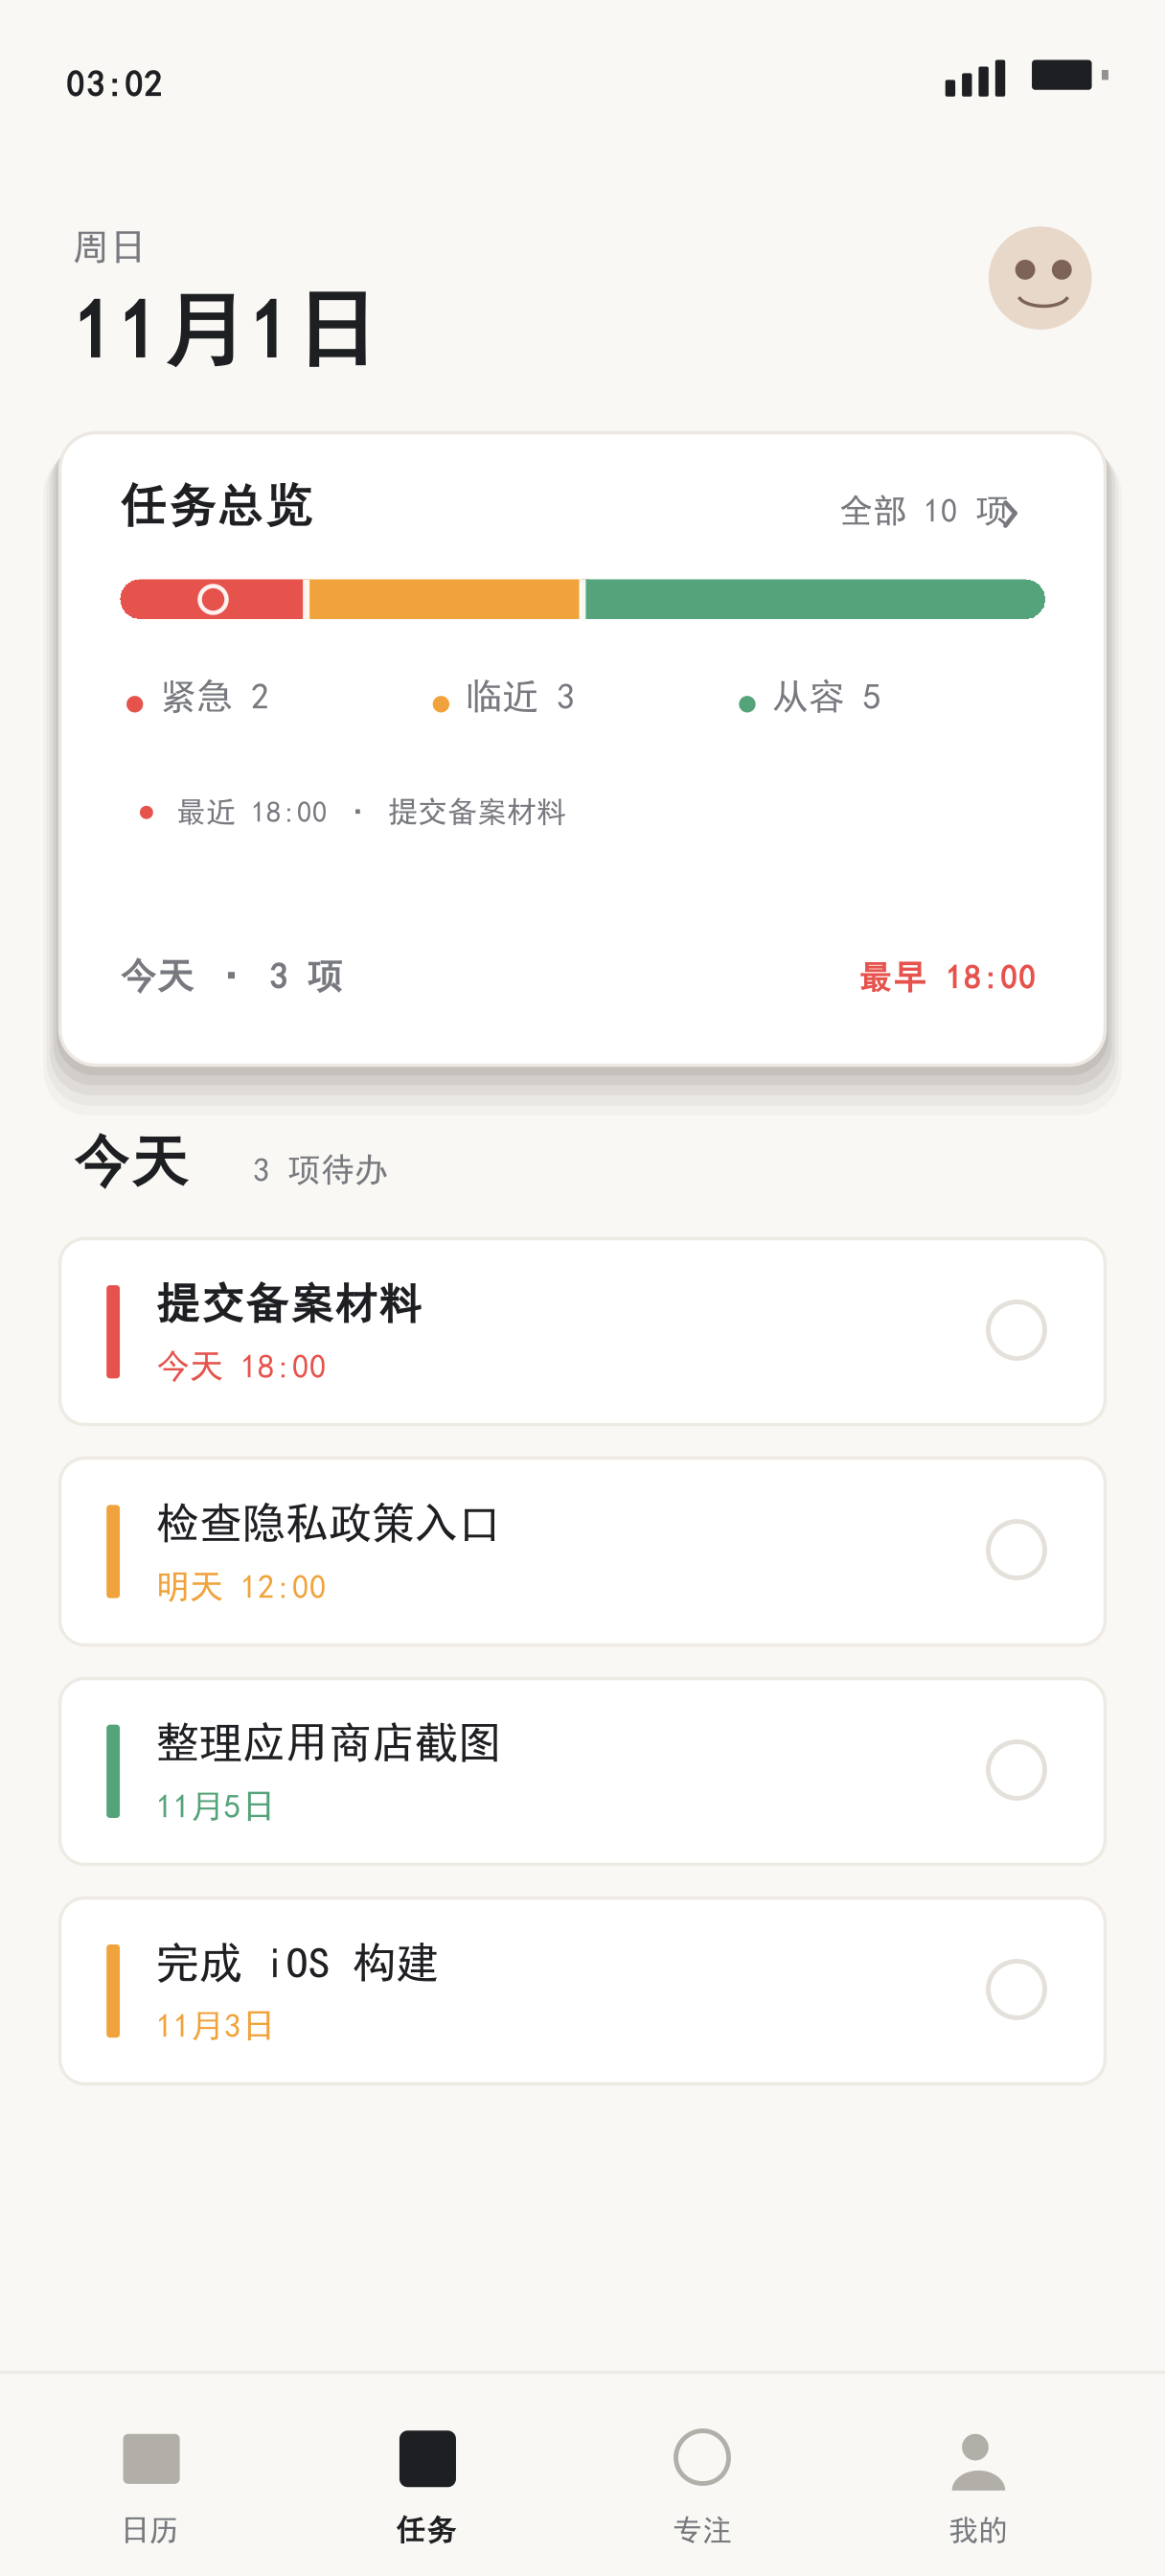 03:02
周日
11月1日
任务总览
全部 10 项
紧急 2
临近 3
从容 5
最近 18:00 · 提交备案材料
今天 · 3 项
最早 18:00
今天
3 项待办
提交备案材料
今天 18:00
检查隐私政策入口
明天 12:00
整理应用商店截图
11月5日
完成 iOS 构建
11月3日
日历
任务
专注
我的